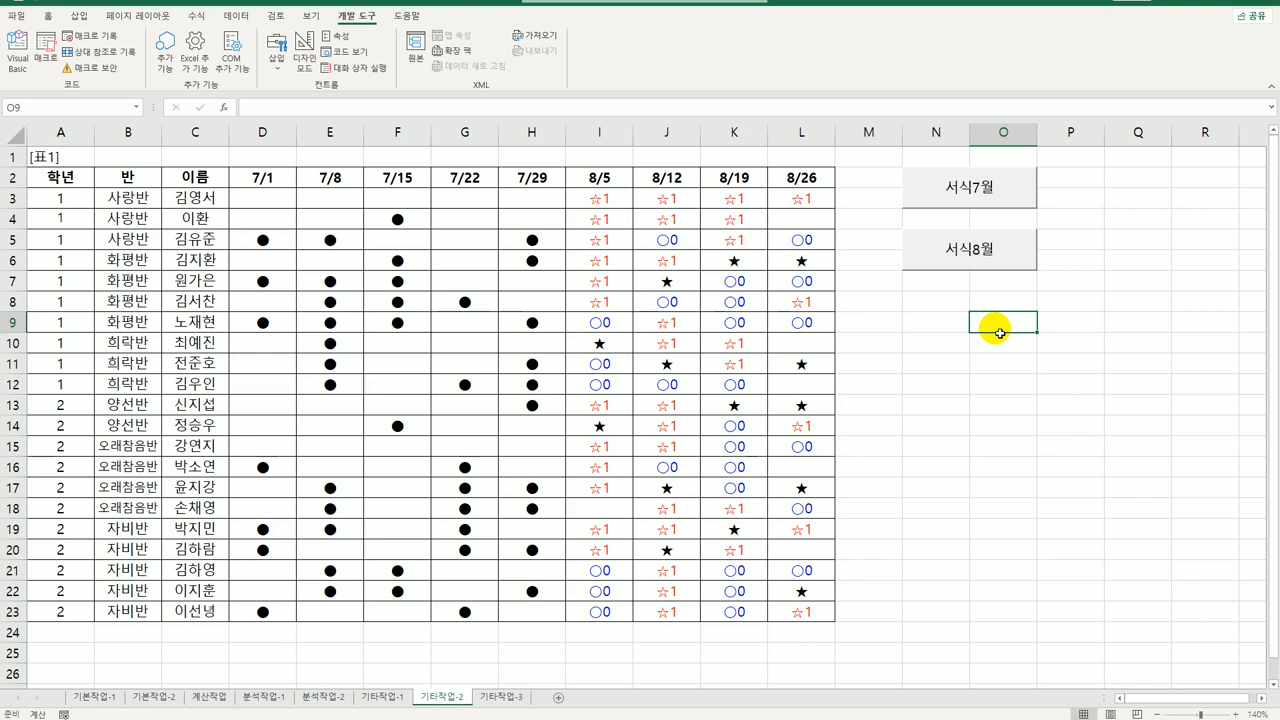 파일 홈 삽입 페이지 레이아웃 수식 데이터 검토 보기 개발 도구 도움말 공유
Visual Basic 매크로 매크로 기록 상대 참조로 기록 매크로 보안 코드
추가 기능 Excel 추가 기능 COM 추가 기능 추가 기능
삽입 디자인 모드 속성 코드 보기 대화 상자 실행 컨트롤
원본 맵 속성 확장 팩 데이터 새로 고침 가져오기 내보내기 XML
O9 fx
A B C D E F G H I J K L M N O P Q R
1 [표1]
2 학년 반 이름 7/1 7/8 7/15 7/22 7/29 8/5 8/12 8/19 8/26 서식7월
3 1 사랑반 김영서 ☆1 ☆1 ☆1 ☆1
4 1 사랑반 이환 ● ☆1 ☆1 ☆1
5 1 사랑반 김유준 ● ● ● ☆1 ○0 ☆1 ○0 서식8월
6 1 화평반 김지환 ● ● ☆1 ☆1 ★ ★
7 1 화평반 원가은 ● ● ● ☆1 ★ ○0 ○0
8 1 화평반 김서찬 ● ● ● ☆1 ○0 ○0 ☆1
9 1 화평반 노재현 ● ● ● ● ○0 ☆1 ○0 ○0
10 1 희락반 최예진 ● ★ ☆1 ☆1
11 1 희락반 전준호 ● ● ○0 ★ ☆1 ★
12 1 희락반 김우인 ● ● ● ○0 ○0 ○0
13 2 양선반 신지섭 ● ☆1 ☆1 ★ ★
14 2 양선반 정승우 ● ★ ☆1 ○0 ☆1
15 2 오래참음반 강연지 ☆1 ☆1 ○0 ○0
16 2 오래참음반 박소연 ● ● ☆1 ○0 ○0
17 2 오래참음반 윤지강 ● ● ● ☆1 ★ ○0 ★
18 2 오래참음반 손채영 ● ● ● ☆1 ☆1 ○0
19 2 자비반 박지민 ● ● ● ☆1 ☆1 ★ ☆1
20 2 자비반 김하람 ● ● ● ☆1 ★ ☆1
21 2 자비반 김하영 ● ● ○0 ☆1 ○0 ○0
22 2 자비반 이지훈 ● ● ● ○0 ☆1 ○0 ★
23 2 자비반 이선녕 ● ● ○0 ☆1 ○0 ☆1
24
25
26
기본작업-1 기본작업-2 계산작업 분석작업-1 분석작업-2 기타작업-1 기타작업-2 기타작업-3
준비 계산 140%